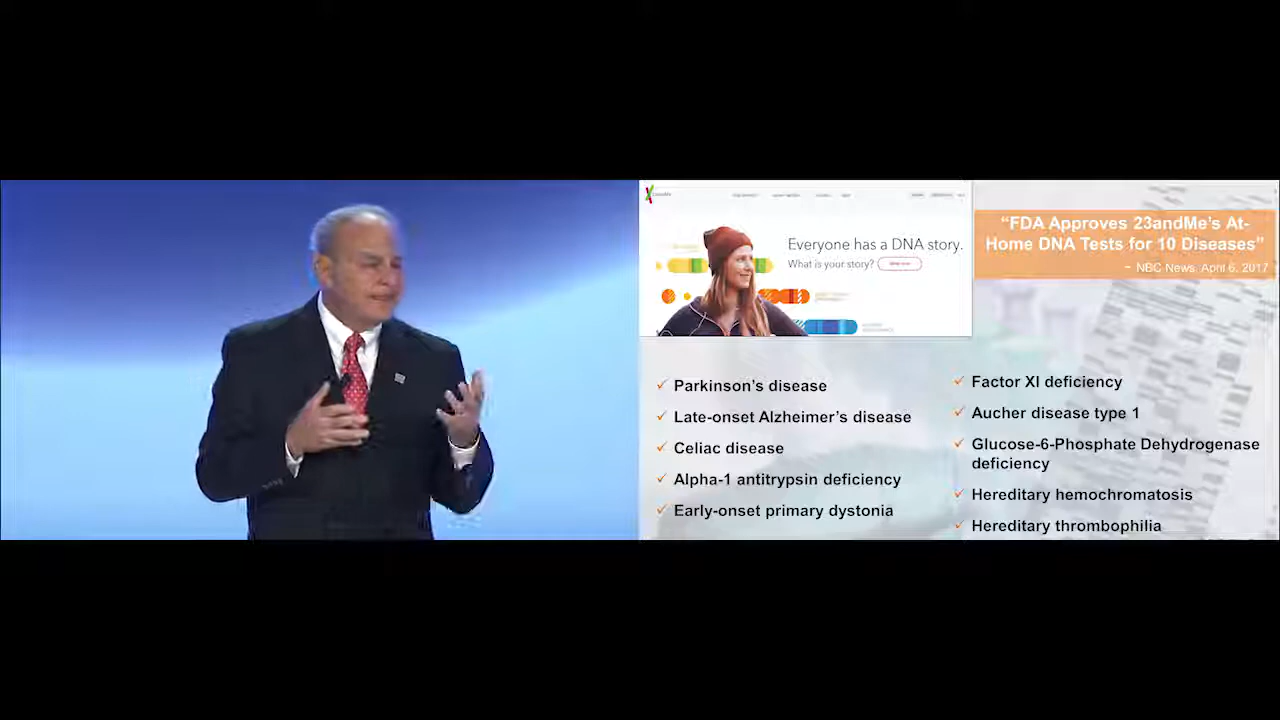 Everyone has a DNA story.
What is your story?
“FDA Approves 23andMe’s At-
Home DNA Tests for 10 Diseases”
– NBC News, April 6, 2017
✓ Parkinson’s disease
✓ Late-onset Alzheimer’s disease
✓ Celiac disease
✓ Alpha-1 antitrypsin deficiency
✓ Early-onset primary dystonia
✓ Factor XI deficiency
✓ Aucher disease type 1
✓ Glucose-6-Phosphate Dehydrogenase
deficiency
✓ Hereditary hemochromatosis
✓ Hereditary thrombophilia